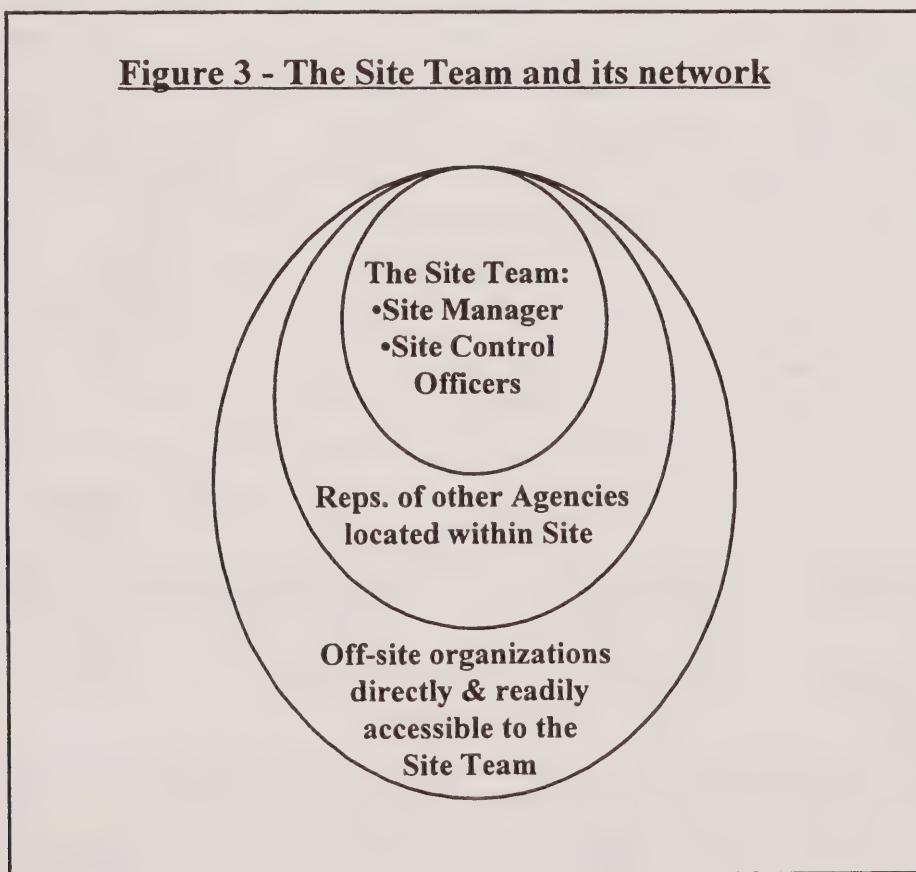 Figure 3 - The Site Team and its network
The Site Team:
•Site Manager
•Site Control
Officers
Reps. of other Agencies
located within Site
Off-site organizations
directly & readily
accessible to the
Site Team